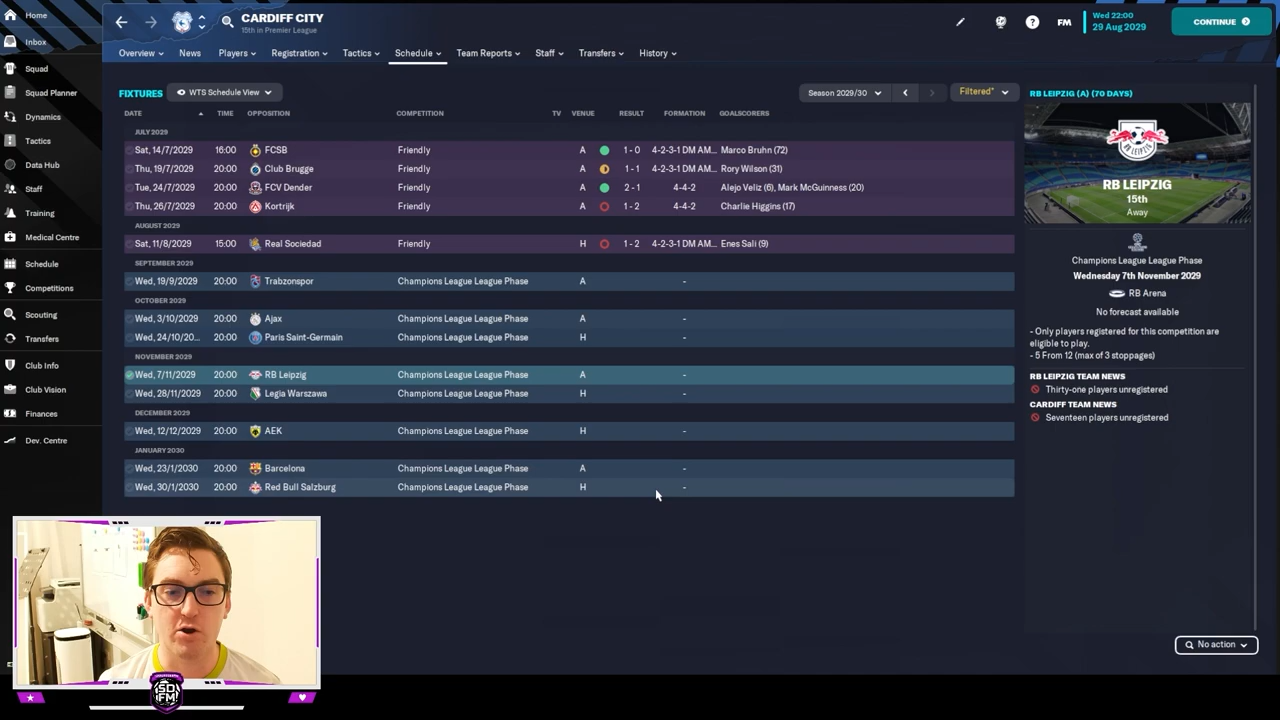 Home
Inbox
Squad
Squad Planner
Dynamics
Tactics
Data Hub
Staff
Training
Medical Centre
Schedule
Competitions
Scouting
Transfers
Club Info
Club Vision
Finances
Dev. Centre
CARDIFF CITY
15th in Premier League
FM
Wed 22:00
29 Aug 2029
CONTINUE
Overview News Players Registration Tactics Schedule Team Reports Staff Transfers History
FIXTURES WTS Schedule View Season 2029/30 Filtered*
DATE TIME OPPOSITION COMPETITION TV VENUE RESULT FORMATION GOALSCORERS
JULY 2029
Sat, 14/7/2029 16:00 FCSB Friendly A 1 - 0 4-2-3-1 DM AM... Marco Bruhn (72)
Thu, 19/7/2029 20:00 Club Brugge Friendly A 1 - 1 4-2-3-1 DM AM... Rory Wilson (31)
Tue, 24/7/2029 20:00 FCV Dender Friendly A 2 - 1 4-4-2 Alejo Veliz (6), Mark McGuinness (20)
Thu, 26/7/2029 20:00 Kortrijk Friendly A 1 - 2 4-4-2 Charlie Higgins (17)
AUGUST 2029
Sat, 11/8/2029 15:00 Real Sociedad Friendly H 1 - 2 4-2-3-1 DM AM... Enes Sali (9)
SEPTEMBER 2029
Wed, 19/9/2029 20:00 Trabzonspor Champions League League Phase A -
OCTOBER 2029
Wed, 3/10/2029 20:00 Ajax Champions League League Phase A -
Wed, 24/10/20... 20:00 Paris Saint-Germain Champions League League Phase H -
NOVEMBER 2029
Wed, 7/11/2029 20:00 RB Leipzig Champions League League Phase A -
Wed, 28/11/2029 20:00 Legia Warszawa Champions League League Phase H -
DECEMBER 2029
Wed, 12/12/2029 20:00 AEK Champions League League Phase H -
JANUARY 2030
Wed, 23/1/2030 20:00 Barcelona Champions League League Phase A -
Wed, 30/1/2030 20:00 Red Bull Salzburg Champions League League Phase H -
RB LEIPZIG (A) (70 DAYS)
RB LEIPZIG
15th
Away
Champions League League Phase
Wednesday 7th November 2029
RB Arena
No forecast available
- Only players registered for this competition are
eligible to play.
- 5 From 12 (max of 3 stoppages)
RB LEIPZIG TEAM NEWS
Thirty-one players unregistered
CARDIFF TEAM NEWS
Seventeen players unregistered
No action
SD
FM